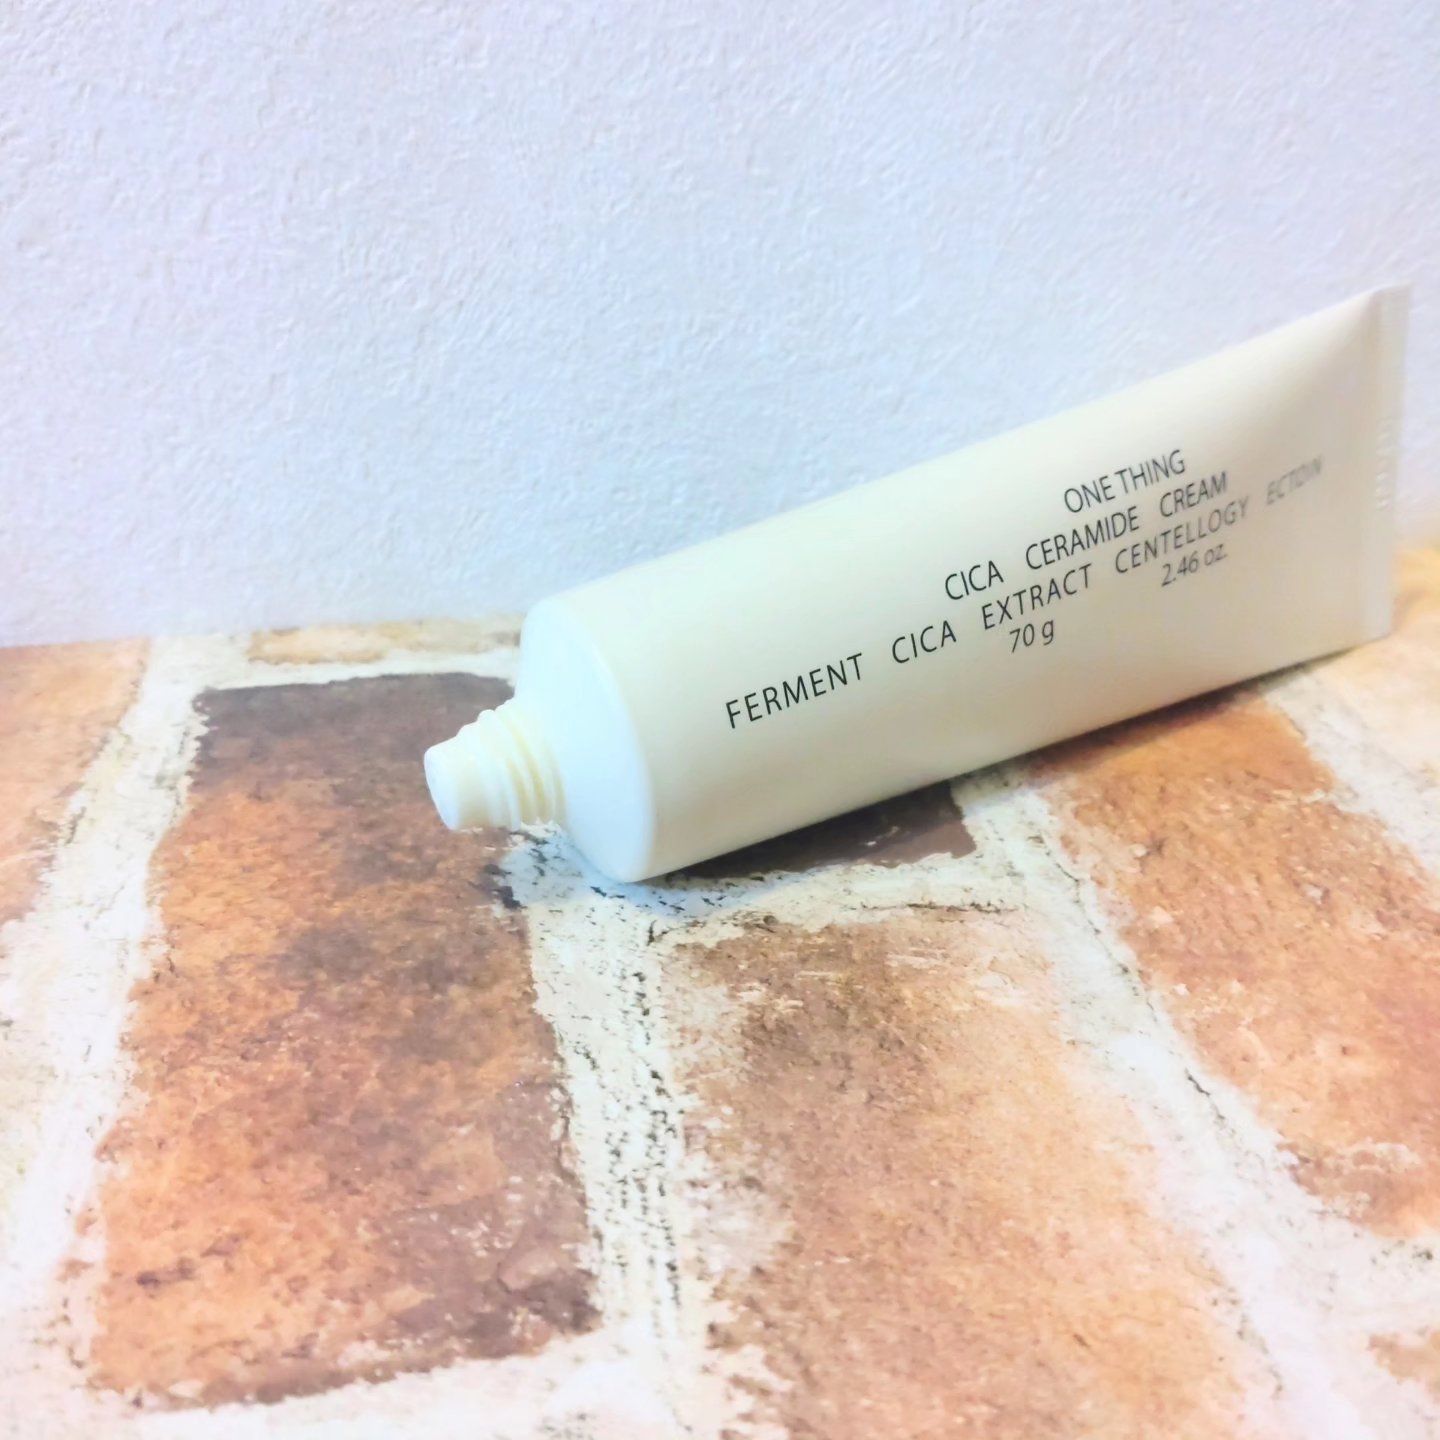 ONE THING
CICA CERAMIDE CREAM
FERMENT CICA EXTRACT CENTELLOGY ECTOIN
70 g 2.46 oz.